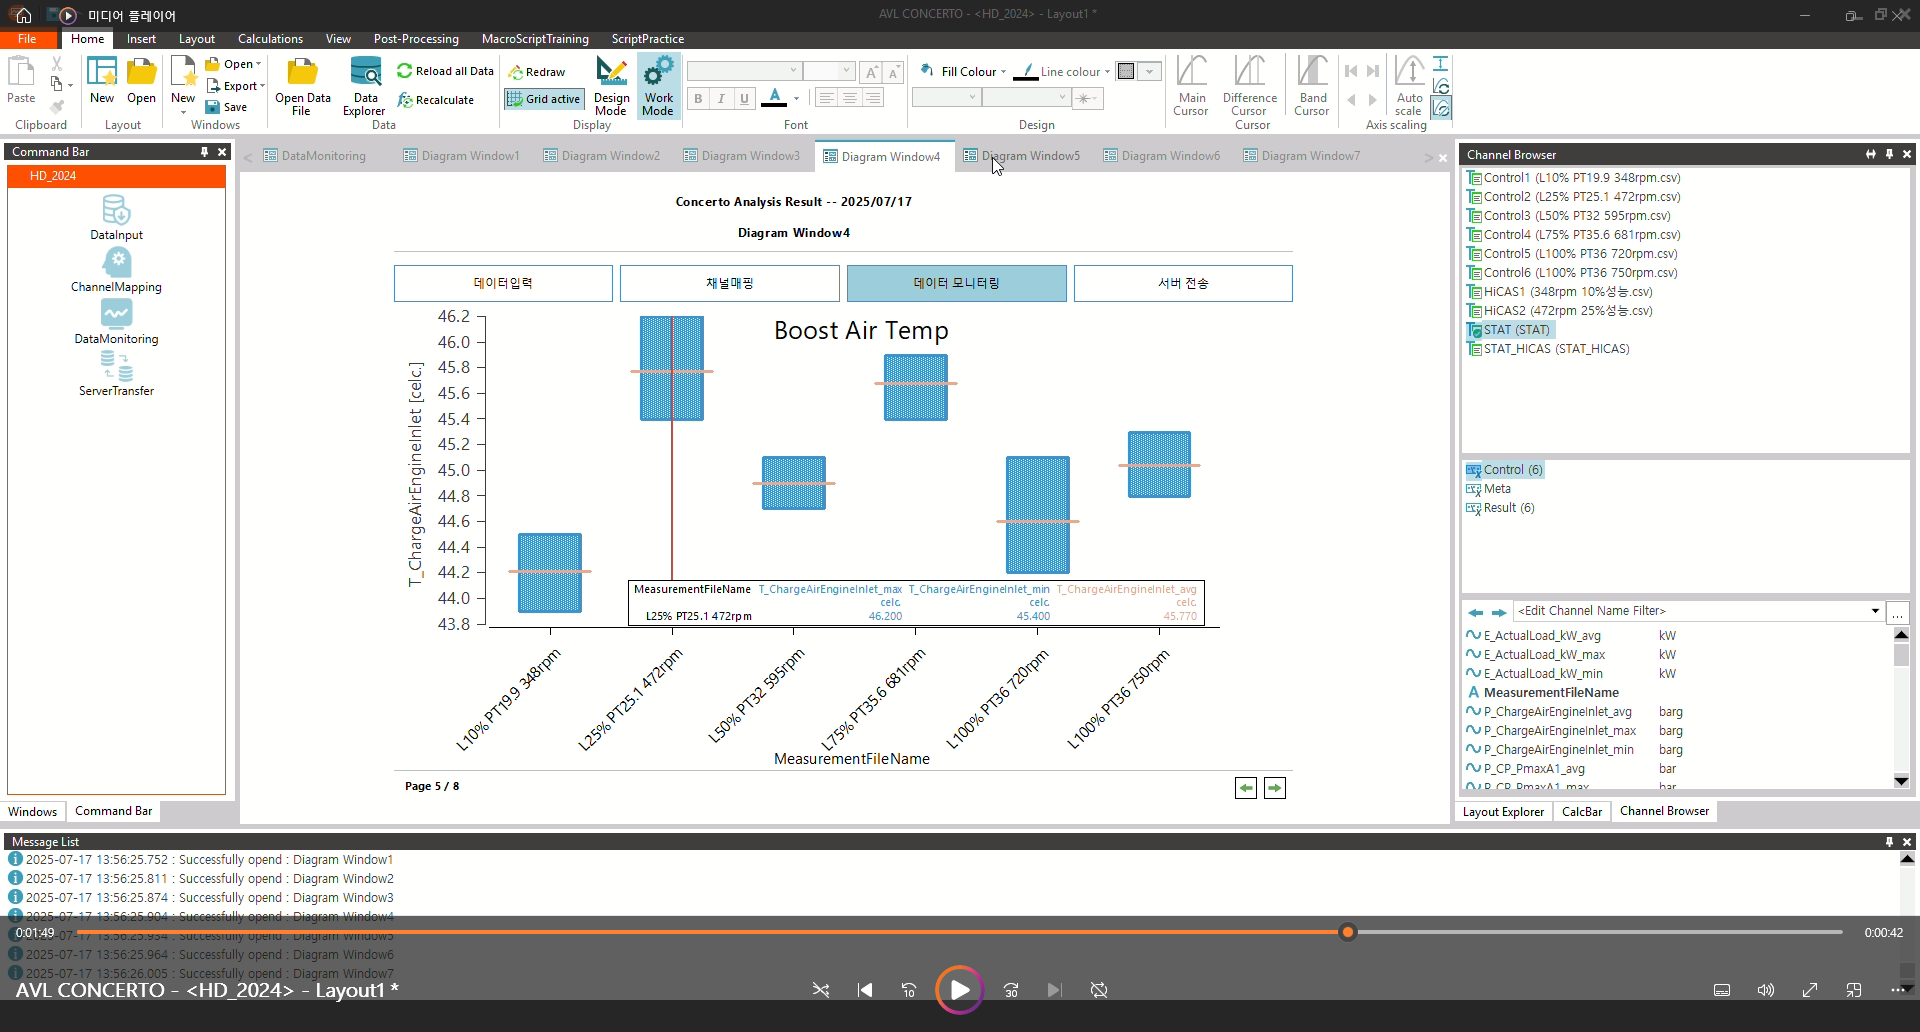 미디어 플레이어
AVL CONCERTO - <HD_2024> - Layout1 *
File Home Insert Layout Calculations View Post-Processing MacroScriptTraining ScriptPractice
Paste
Clipboard
New Open
Layout
New Open Export Save
Windows
Open Data File
Data Explorer
Reload all Data
Recalculate
Data
Redraw
Grid active
Design Mode
Work Mode
Display
B I U A
Font
Fill Colour Line colour
Design
Main Cursor
Difference Cursor
Band Cursor
Cursor
Auto scale
Axis scaling
Command Bar
HD_2024
DataInput
ChannelMapping
DataMonitoring
ServerTransfer
Windows Command Bar
DataMonitoring Diagram Window1 Diagram Window2 Diagram Window3 Diagram Window4 Diagram Window5 Diagram Window6 Diagram Window7
Concerto Analysis Result -- 2025/07/17
Diagram Window4
데이터입력 채널매핑 데이터 모니터링 서버 전송
Boost Air Temp
T_ChargeAirEngineInlet [celc.]
46.2
46.0
45.8
45.6
45.4
45.2
45.0
44.8
44.6
44.4
44.2
44.0
43.8
MeasurementFileName T_ChargeAirEngineInlet_max T_ChargeAirEngineInlet_min T_ChargeAirEngineInlet_avg
celc. celc. celc.
L25% PT25.1 472rpm 46.200 45.400 45.770
L10% PT19.9 348rpm
L25% PT25.1 472rpm
L50% PT32 595rpm
L75% PT35.6 681rpm
L100% PT36 720rpm
L100% PT36 750rpm
MeasurementFileName
Page 5 / 8
Channel Browser
Control1 (L10% PT19.9 348rpm.csv)
Control2 (L25% PT25.1 472rpm.csv)
Control3 (L50% PT32 595rpm.csv)
Control4 (L75% PT35.6 681rpm.csv)
Control5 (L100% PT36 720rpm.csv)
Control6 (L100% PT36 750rpm.csv)
HiCAS1 (348rpm 10%성능.csv)
HiCAS2 (472rpm 25%성능.csv)
STAT (STAT)
STAT_HICAS (STAT_HICAS)
Control (6)
Meta
Result (6)
<Edit Channel Name Filter>
...
E_ActualLoad_kW_avg kW
E_ActualLoad_kW_max kW
E_ActualLoad_kW_min kW
A MeasurementFileName
P_ChargeAirEngineInlet_avg barg
P_ChargeAirEngineInlet_max barg
P_ChargeAirEngineInlet_min barg
P_CP_PmaxA1_avg bar
P_CP_PmaxA1_max bar
Layout Explorer CalcBar Channel Browser
Message List
2025-07-17 13:56:25.752 : Successfully opend : Diagram Window1
2025-07-17 13:56:25.811 : Successfully opend : Diagram Window2
2025-07-17 13:56:25.874 : Successfully opend : Diagram Window3
2025-07-17 13:56:25.904 : Successfully opend : Diagram Window4
2025-07-17 13:56:25.934 : Successfully opend : Diagram Window5
2025-07-17 13:56:25.964 : Successfully opend : Diagram Window6
2025-07-17 13:56:26.005 : Successfully opend : Diagram Window7
0:01:49 0:00:42
AVL CONCERTO - <HD_2024> - Layout1 *
10 30